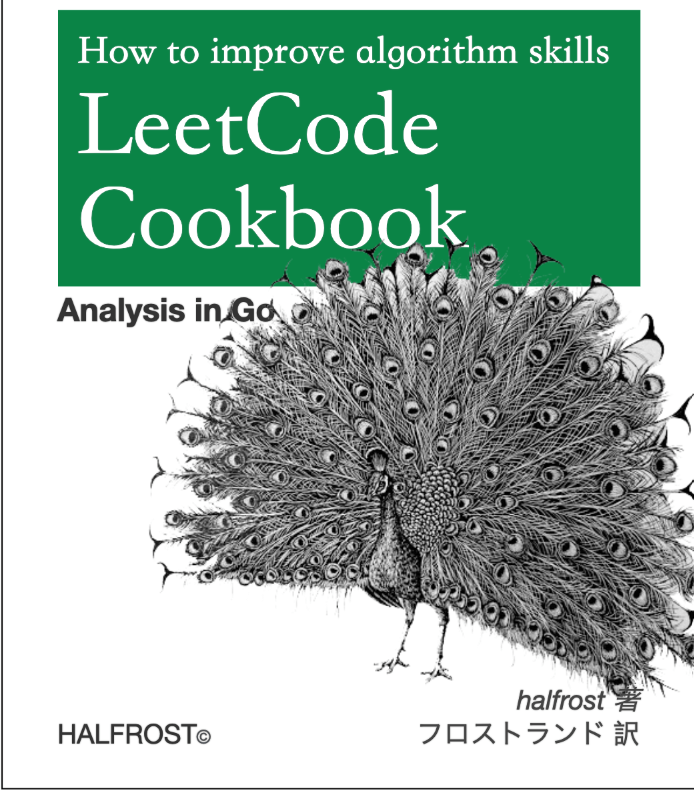 How to improve algorithm skills
LeetCode
Cookbook
Analysis in Go
halfrost 著
HALFROST©
フロストランド 訳